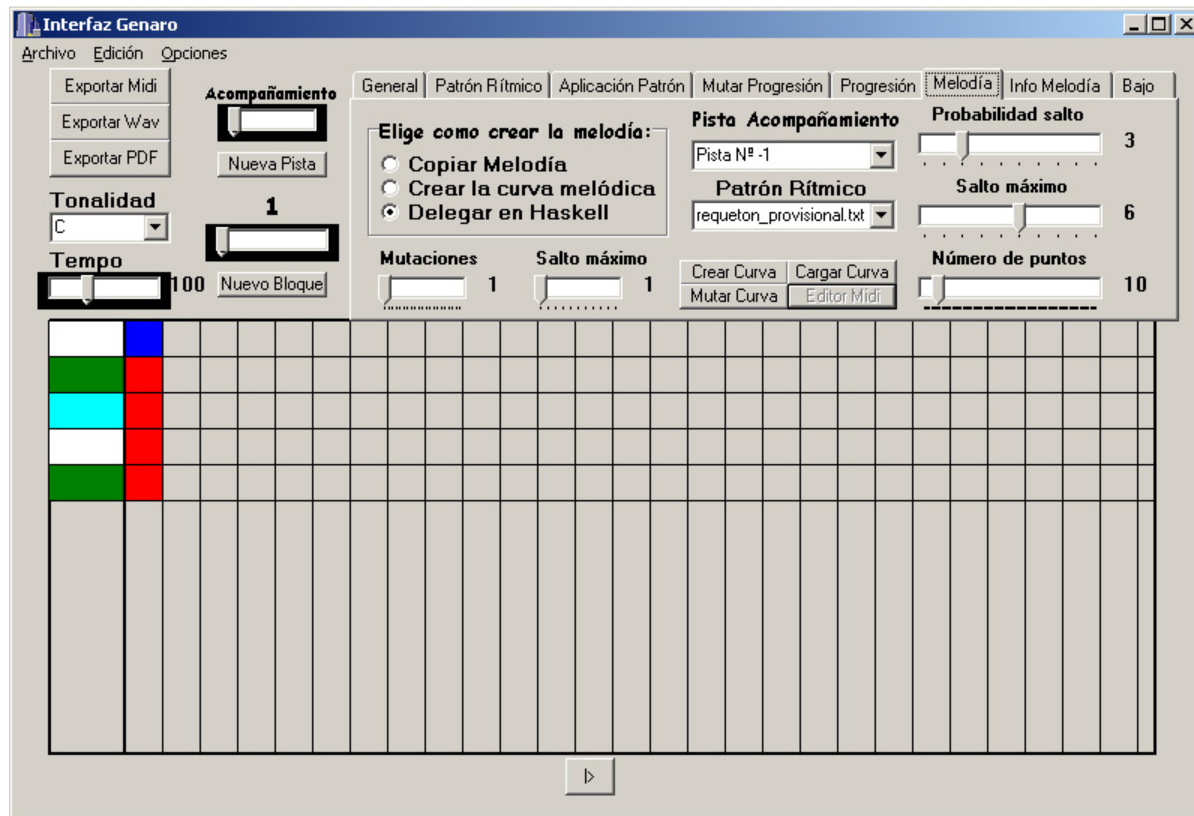 Interfaz Genaro
Archivo Edición Opciones
Exportar Midi
Exportar Wav
Exportar PDF
Tonalidad
C
Tempo
100
Acompañamiento
Nueva Pista
1
Nuevo Bloque
General Patrón Rítmico Aplicación Patrón Mutar Progresión Progresión Melodía Info Melodía Bajo
Elige como crear la melodía:
Copiar Melodía
Crear la curva melódica
Delegar en Haskell
Mutaciones
1
Salto máximo
1
Pista Acompañamiento
Pista Nº -1
Patrón Rítmico
requeton_provisional.txt
Crear Curva Cargar Curva
Mutar Curva Editor Midi
Probabilidad salto
3
Salto máximo
6
Número de puntos
10
|>